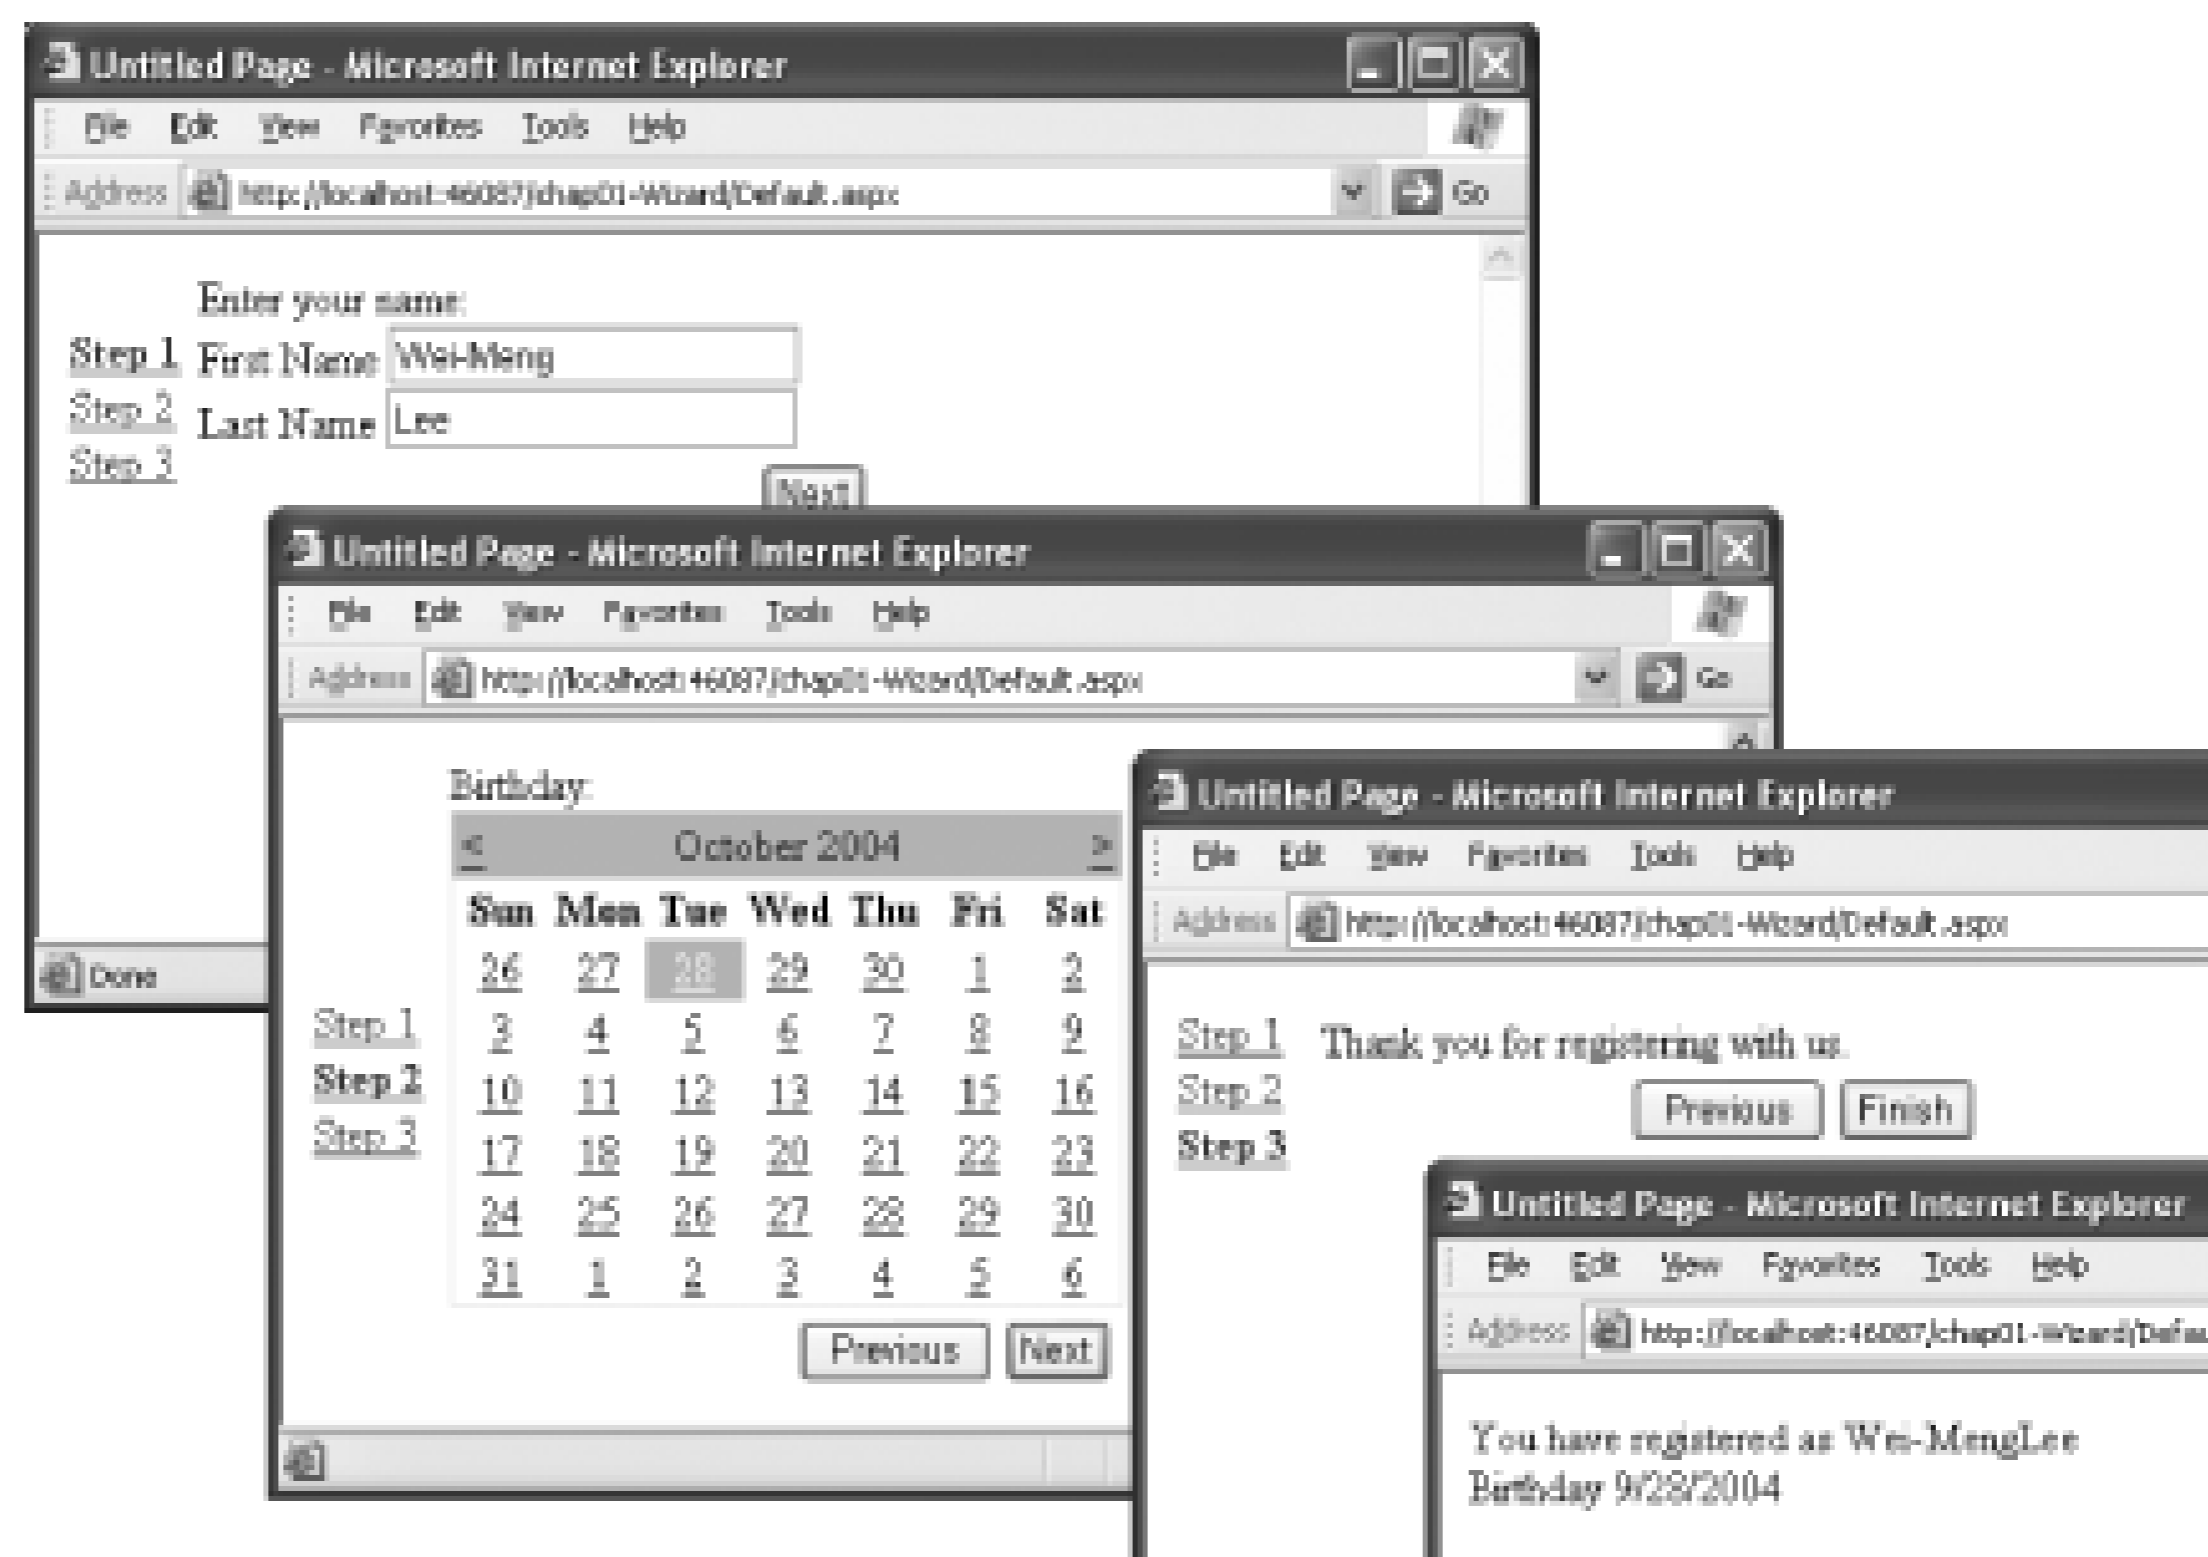 Untitled Page - Microsoft Internet Explorer
File Edit View Favorites Tools Help
Address http://localhost:46087/chap01-Wizard/Default.aspx Go
Enter your name:
Step 1 First Name Wei-Meng
Step 2 Last Name Lee
Step 3
Next
Done
Untitled Page - Microsoft Internet Explorer
File Edit View Favorites Tools Help
Address http://localhost:46087/chap01-Wizard/Default.aspx Go
Birthday:
< October 2004 >
Sun Mon Tue Wed Thu Fri Sat
26 27 28 29 30 1 2
3 4 5 6 7 8 9
10 11 12 13 14 15 16
17 18 19 20 21 22 23
24 25 26 27 28 29 30
31 1 2 3 4 5 6
Step 1
Step 2
Step 3
Previous Next
Untitled Page - Microsoft Internet Explorer
File Edit View Favorites Tools Help
Address http://localhost:46087/chap01-Wizard/Default.aspx
Step 1 Thank you for registering with us.
Step 2
Previous Finish
Step 3
Untitled Page - Microsoft Internet Explorer
File Edit View Favorites Tools Help
Address http://localhost:46087/chap01-Wizard/Defau
You have registered as Wei-MengLee
Birthday 9/28/2004